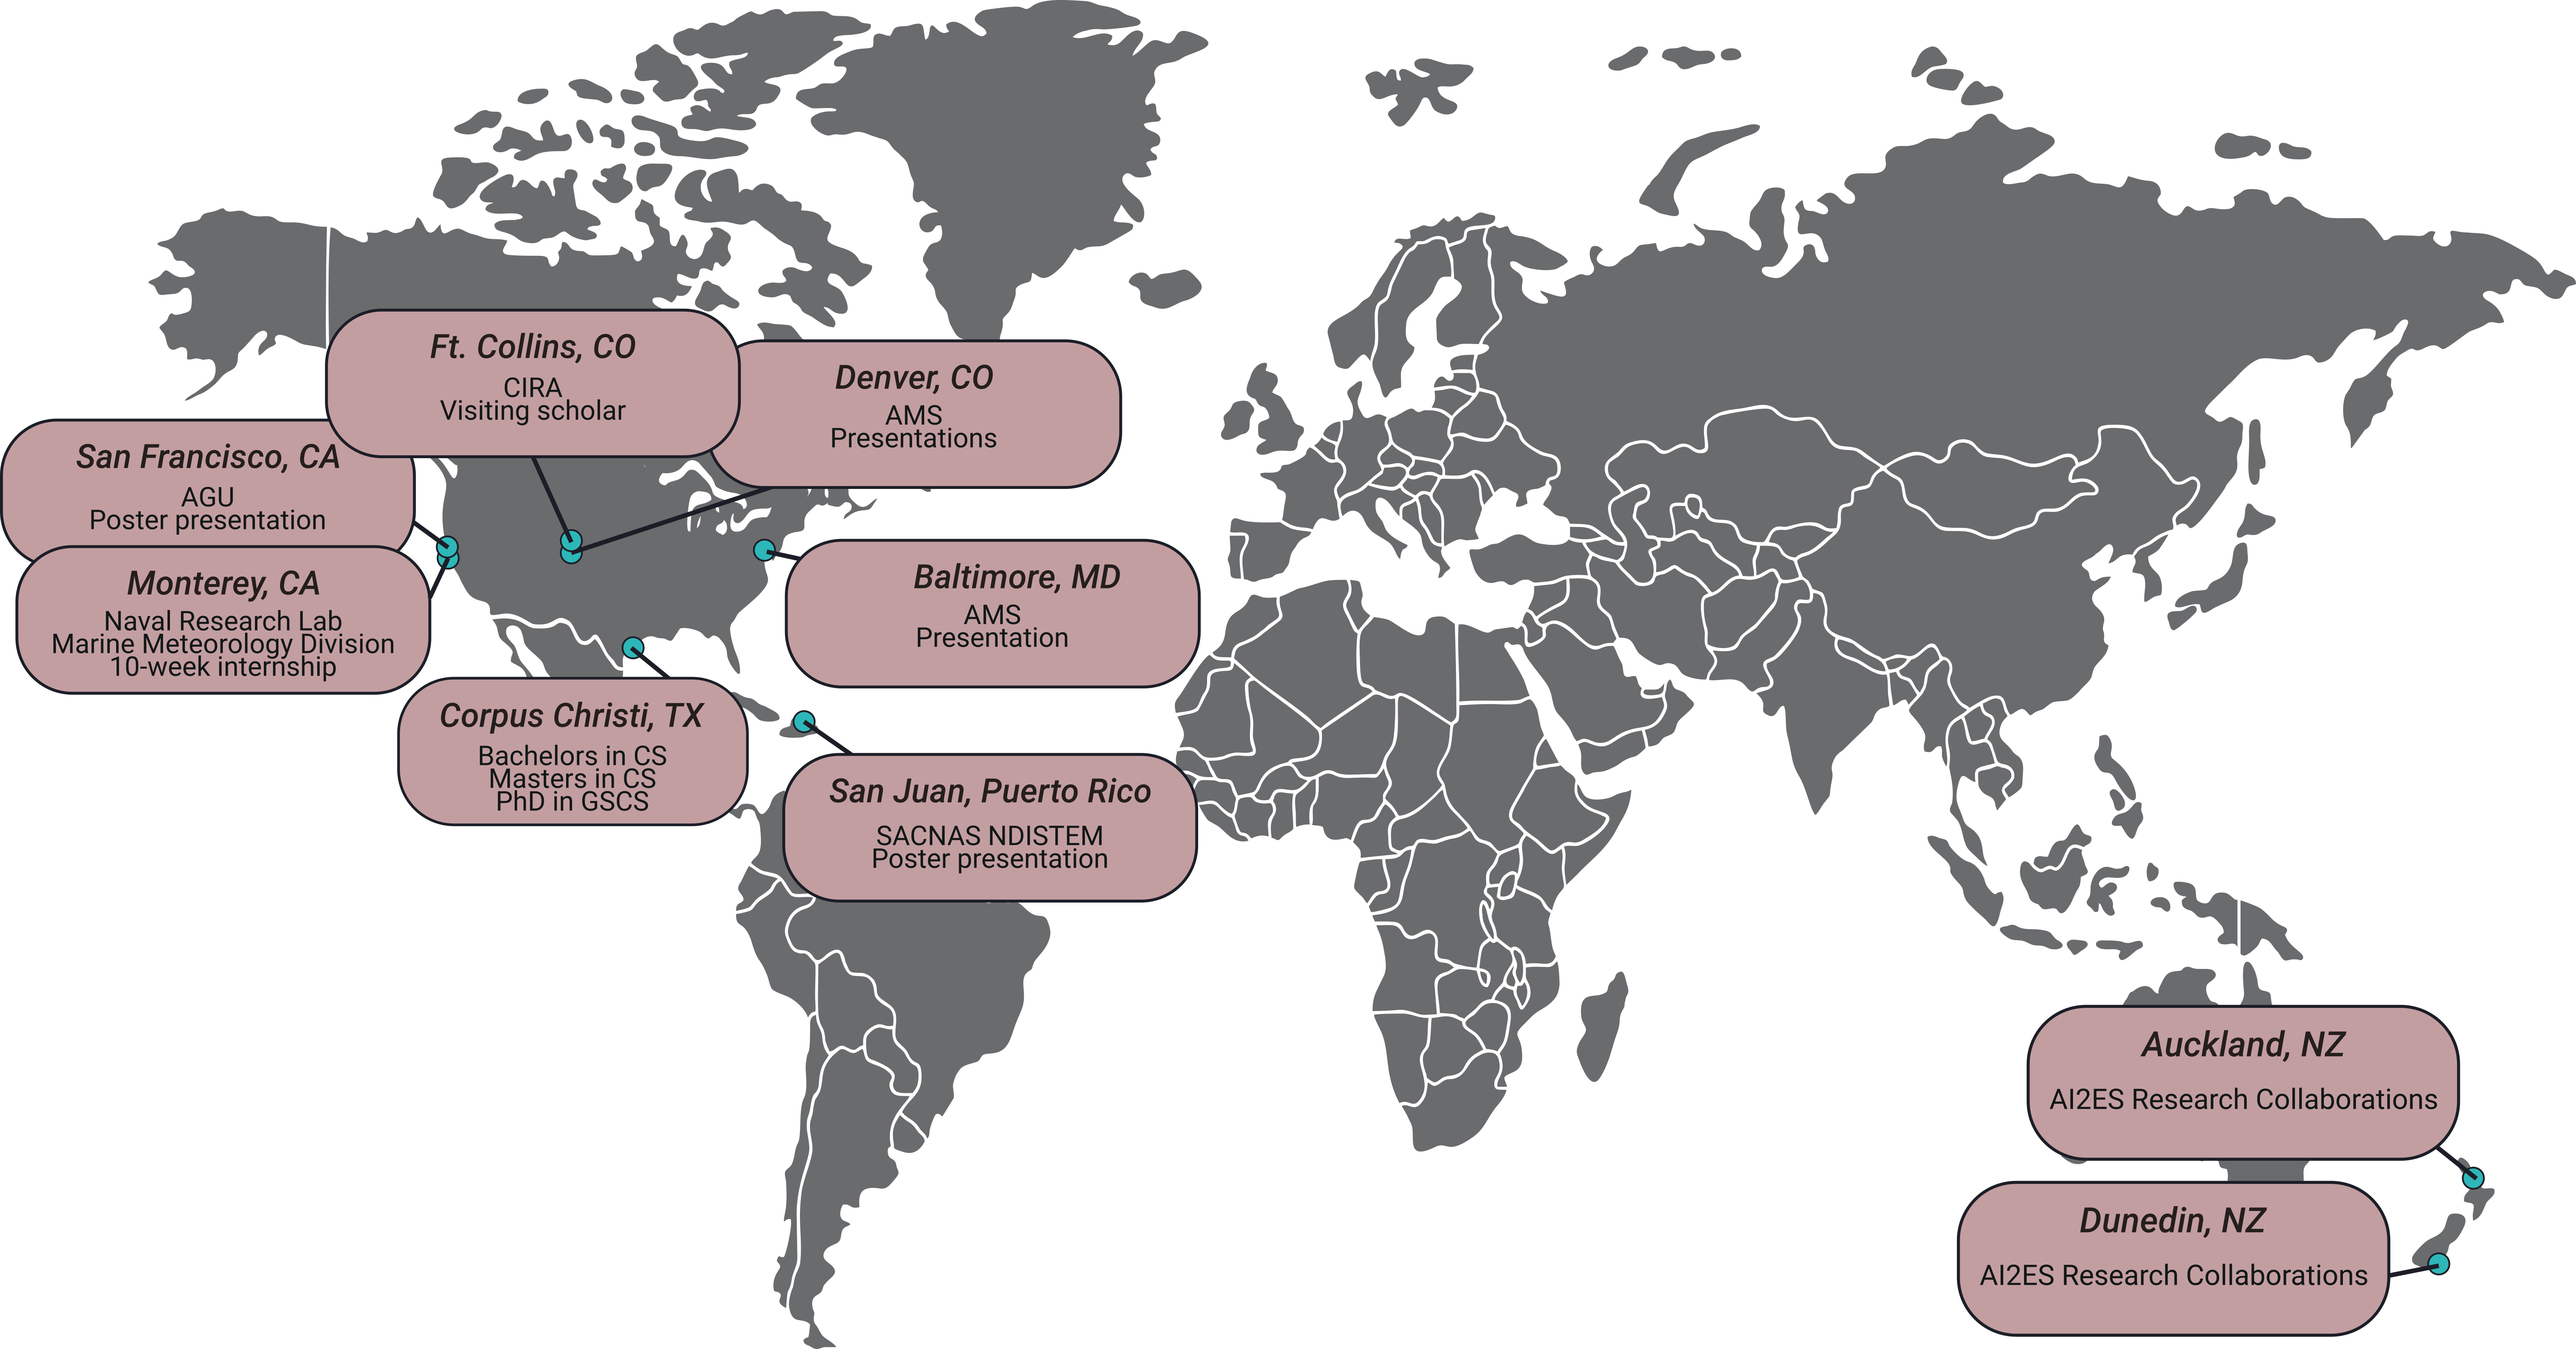 Ft. Collins, CO
CIRA
Visiting scholar
Denver, CO
AMS
Presentations
San Francisco, CA
AGU
Poster presentation
Monterey, CA
Naval Research Lab
Marine Meteorology Division
10-week internship
Baltimore, MD
AMS
Presentation
Corpus Christi, TX
Bachelors in CS
Masters in CS
PhD in GSCS
San Juan, Puerto Rico
SACNAS NDISTEM
Poster presentation
Auckland, NZ
AI2ES Research Collaborations
Dunedin, NZ
AI2ES Research Collaborations